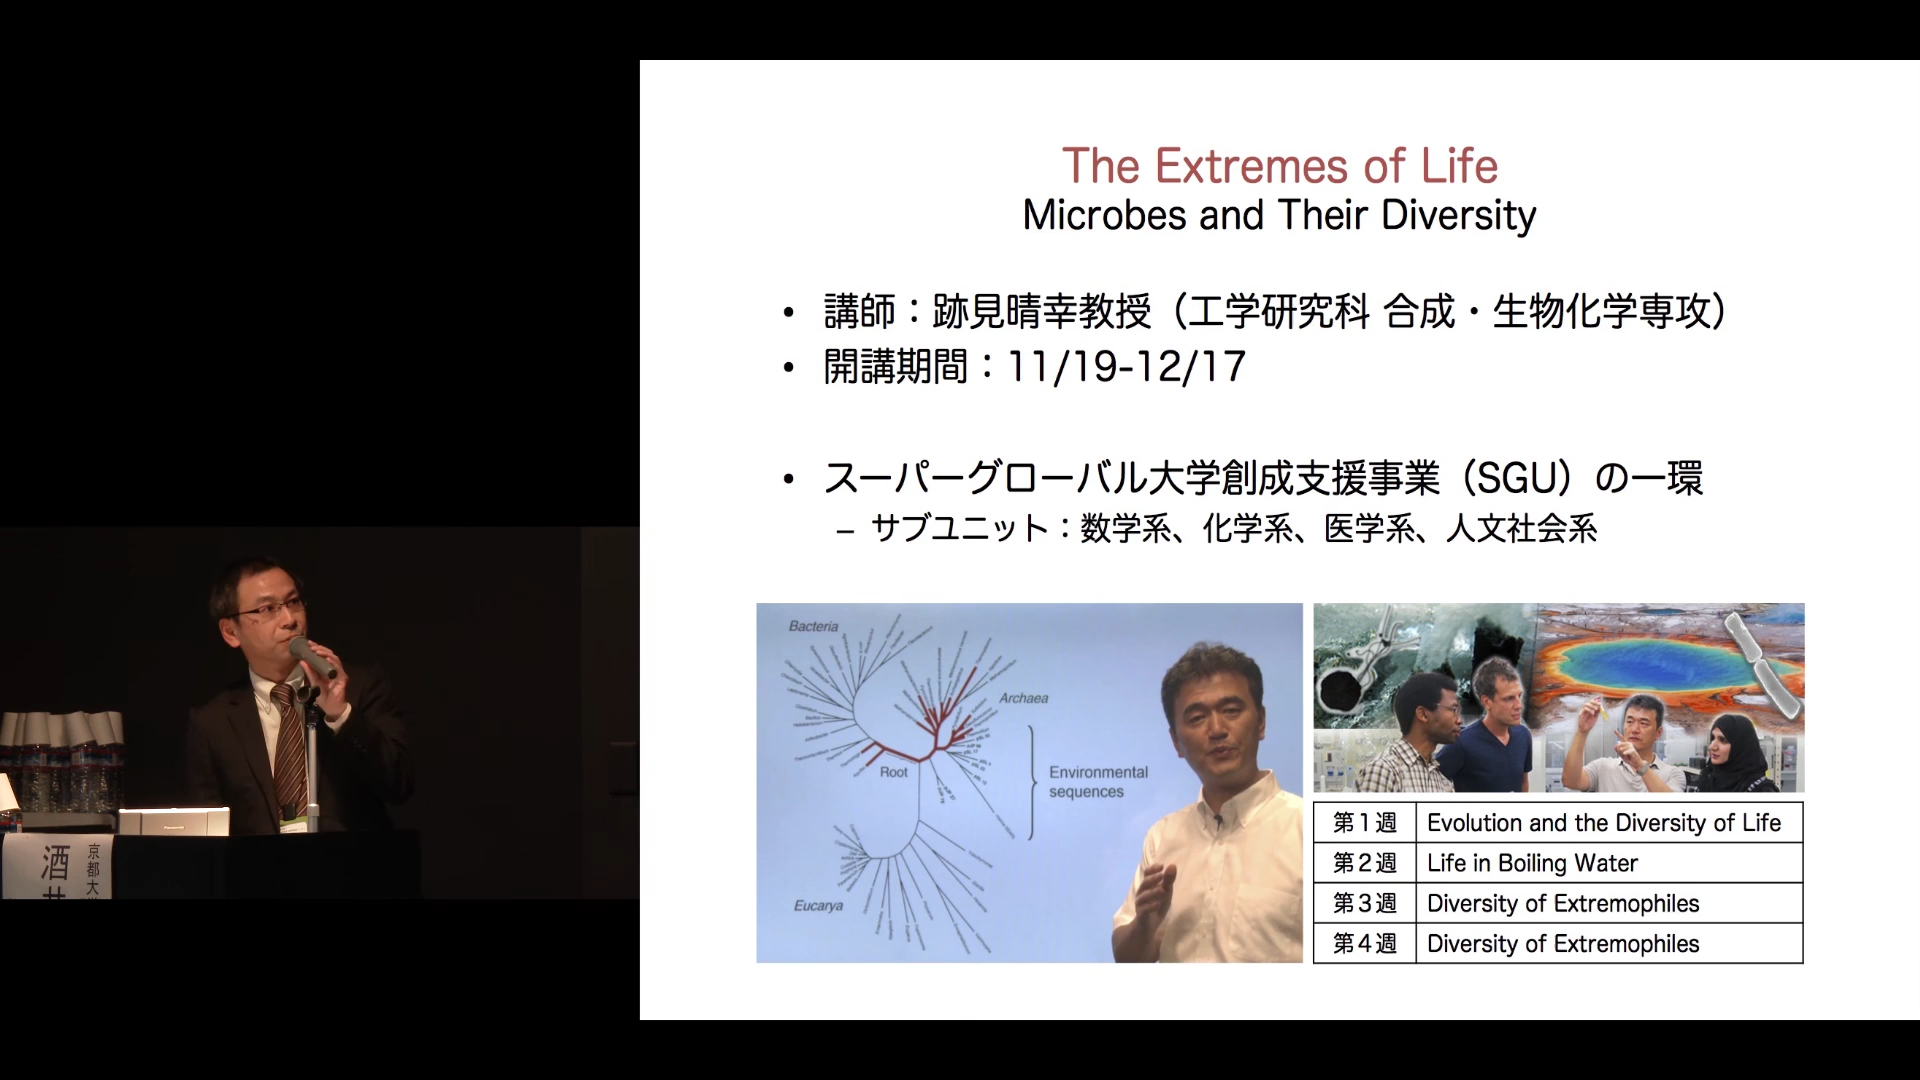 The Extremes of Life
Microbes and Their Diversity
• 講師：跡見晴幸教授（工学研究科 合成・生物化学専攻）
• 開講期間：11/19-12/17
• スーパーグローバル大学創成支援事業（SGU）の一環
– サブユニット：数学系、化学系、医学系、人文社会系
Bacteria
Archaea
Root
Environmental
sequences
Eucarya
第1週 Evolution and the Diversity of Life
第2週 Life in Boiling Water
第3週 Diversity of Extremophiles
第4週 Diversity of Extremophiles
Panasonic
京都大
酒井